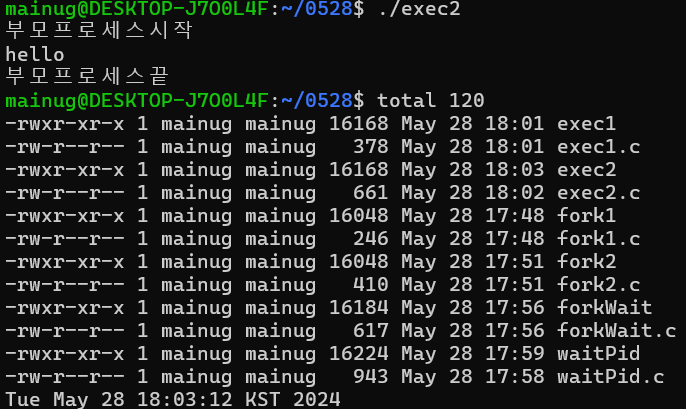 mainug@DESKTOP-J7O0L4F:~/0528$ ./exec2
부모프로세스시작
hello
부모프로세스끝
mainug@DESKTOP-J7O0L4F:~/0528$ total 120
-rwxr-xr-x 1 mainug mainug 16168 May 28 18:01 exec1
-rw-r--r-- 1 mainug mainug   378 May 28 18:01 exec1.c
-rwxr-xr-x 1 mainug mainug 16168 May 28 18:03 exec2
-rw-r--r-- 1 mainug mainug   661 May 28 18:02 exec2.c
-rwxr-xr-x 1 mainug mainug 16048 May 28 17:48 fork1
-rw-r--r-- 1 mainug mainug   246 May 28 17:48 fork1.c
-rwxr-xr-x 1 mainug mainug 16048 May 28 17:51 fork2
-rw-r--r-- 1 mainug mainug   410 May 28 17:51 fork2.c
-rwxr-xr-x 1 mainug mainug 16184 May 28 17:56 forkWait
-rw-r--r-- 1 mainug mainug   617 May 28 17:56 forkWait.c
-rwxr-xr-x 1 mainug mainug 16224 May 28 17:59 waitPid
-rw-r--r-- 1 mainug mainug   943 May 28 17:58 waitPid.c
Tue May 28 18:03:12 KST 2024